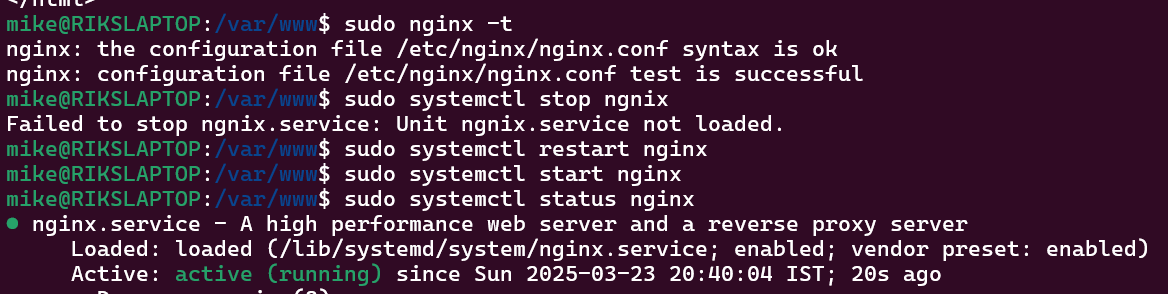 </html>
mike@RIKSLAPTOP:/var/www$ sudo nginx -t
nginx: the configuration file /etc/nginx/nginx.conf syntax is ok
nginx: configuration file /etc/nginx/nginx.conf test is successful
mike@RIKSLAPTOP:/var/www$ sudo systemctl stop ngnix
Failed to stop ngnix.service: Unit ngnix.service not loaded.
mike@RIKSLAPTOP:/var/www$ sudo systemctl restart nginx
mike@RIKSLAPTOP:/var/www$ sudo systemctl start nginx
mike@RIKSLAPTOP:/var/www$ sudo systemctl status nginx
● nginx.service - A high performance web server and a reverse proxy server
Loaded: loaded (/lib/systemd/system/nginx.service; enabled; vendor preset: enabled)
Active: active (running) since Sun 2025-03-23 20:40:04 IST; 20s ago